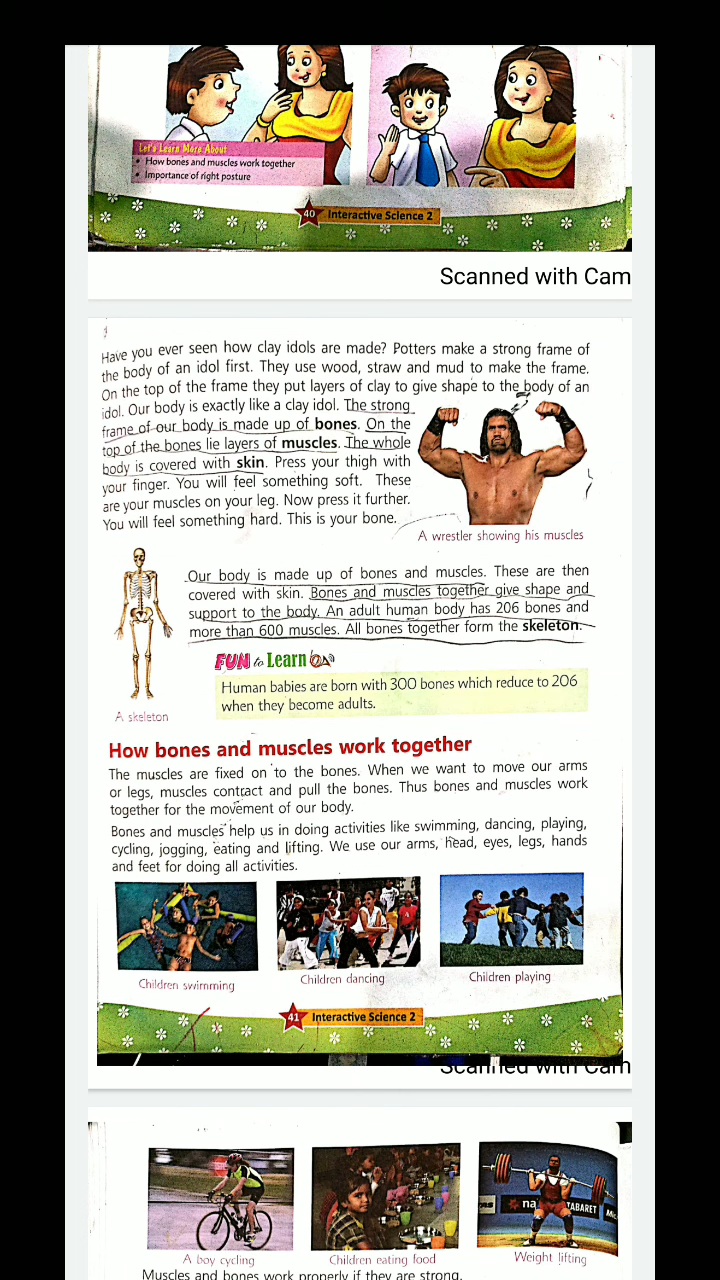 Let's Learn More About
• How bones and muscles work together
• Importance of right posture
40 Interactive Science 2
Scanned with Cam
Have you ever seen how clay idols are made? Potters make a strong frame of
the body of an idol first. They use wood, straw and mud to make the frame.
On the top of the frame they put layers of clay to give shape to the body of an
idol. Our body is exactly like a clay idol. The strong
frame of our body is made up of bones. On the
top of the bones lie layers of muscles. The whole
body is covered with skin. Press your thigh with
your finger. You will feel something soft. These
are your muscles on your leg. Now press it further.
You will feel something hard. This is your bone.
A wrestler showing his muscles
Our body is made up of bones and muscles. These are then
covered with skin. Bones and muscles together give shape and
support to the body. An adult human body has 206 bones and
more than 600 muscles. All bones together form the skeleton.
A skeleton
FUN to Learn
Human babies are born with 300 bones which reduce to 206
when they become adults.
How bones and muscles work together
The muscles are fixed on to the bones. When we want to move our arms
or legs, muscles contract and pull the bones. Thus bones and muscles work
together for the movement of our body.
Bones and muscles help us in doing activities like swimming, dancing, playing,
cycling, jogging, eating and lifting. We use our arms, head, eyes, legs, hands
and feet for doing all activities.
Children swimming
Children dancing
Children playing
41 Interactive Science 2
Scanned with Cam
na
TABARET
A boy cycling
Children eating food
Weight lifting
Muscles and bones work properly if they are strong.